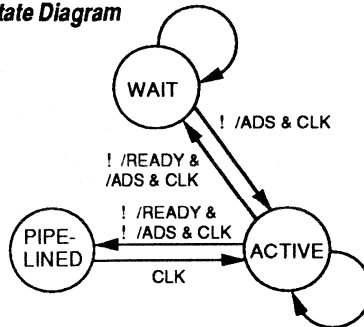 tate Diagram
WAIT
! /ADS & CLK
! /READY &
/ADS & CLK
! /READY &
! /ADS & CLK
PIPE-
LINED
ACTIVE
CLK